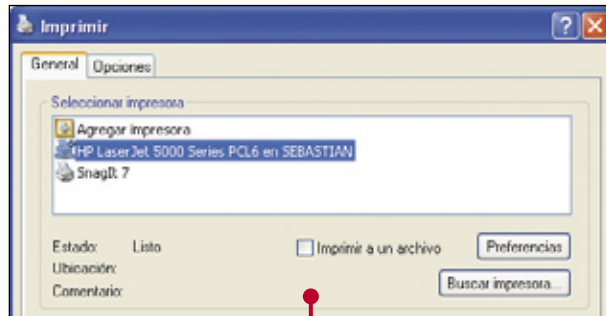 Imprimir
General Opciones
Seleccionar impresora
Agregar impresora
HP LaserJet 5000 Series PCL6 en SEBASTIAN
SnagIt 7
Estado: Listo
Imprimir a un archivo
Preferencias
Ubicación:
Comentario:
Buscar impresora...